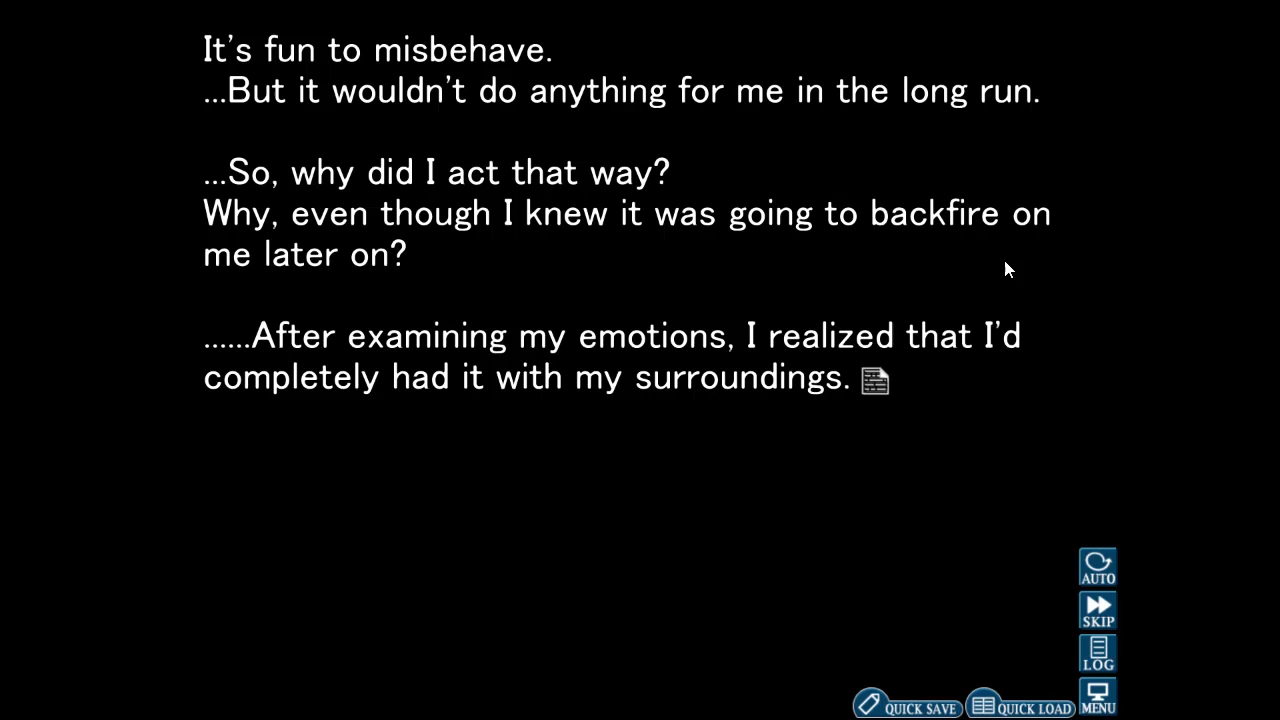 It's fun to misbehave.
...But it wouldn't do anything for me in the long run.
...So, why did I act that way?
Why, even though I knew it was going to backfire on
me later on?
......After examining my emotions, I realized that I'd
completely had it with my surroundings.
AUTO
SKIP
LOG
MENU
QUICK SAVE
QUICK LOAD